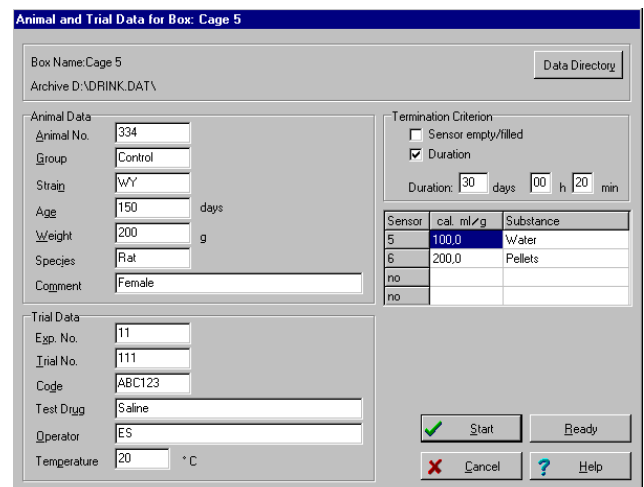 Animal and Trial Data for Box: Cage 5
Box Name:Cage 5
Data Directory
Archive D:\DRINK.DAT\
Animal Data
Animal No. 334
Group Control
Strain WY
Age 150 days
Weight 200 g
Species Rat
Comment Female
Termination Criterion
Sensor empty/filled
Duration
Duration: 30 days 00 h 20 min
Sensor cal. ml/g Substance
5 100,0 Water
6 200,0 Pellets
no
no
Trial Data
Exp. No. 11
Trial No. 111
Code ABC123
Test Drug Saline
Operator ES
Temperature 20 ° C
Start Ready
Cancel Help